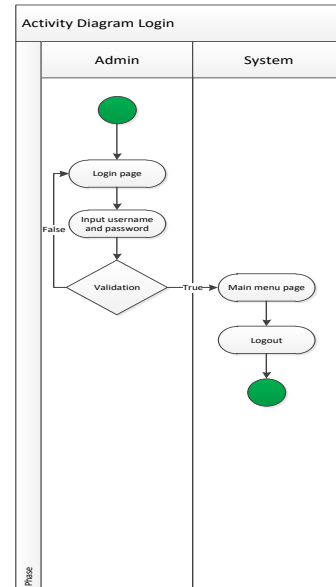 Activity Diagram Login
Admin
System
Login page
Input username
and password
False
Validation
True
Main menu page
Logout
Phase